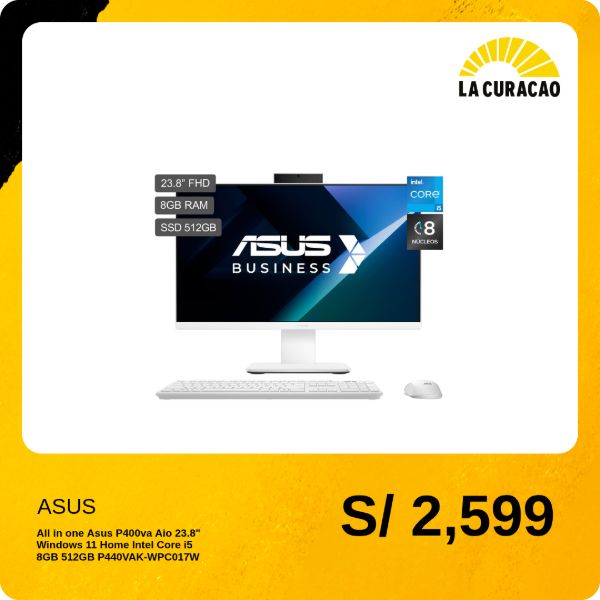 LA CURACAO
23.8" FHD
8GB RAM
SSD 512GB
intel
CORE
i5
8
NÚCLEOS
ASUS
BUSINESS
ASUS
All in one Asus P400va Aio 23.8"
Windows 11 Home Intel Core i5
8GB 512GB P440VAK-WPC017W
S/ 2,599